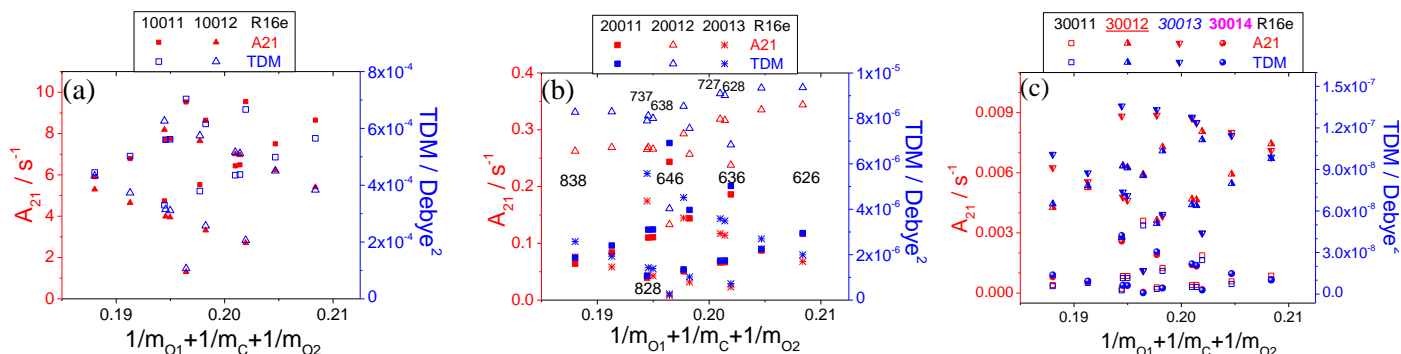 10011 10012 R16e
A21
TDM
(a)
10
8
6
4
2
0
A21 / s-1
8x10-4
6x10-4
4x10-4
2x10-4
0
TDM / Debye2
0.19 0.20 0.21
1/mO1+1/mC+1/mO2
20011 20012 20013 R16e
A21
TDM
(b)
0.4
0.3
0.2
0.1
0.0
A21 / s-1
737 638
727 628
838 646 636 626
828
1x10-5
8x10-6
6x10-6
4x10-6
2x10-6
0
TDM / Debye2
0.19 0.20 0.21
1/mO1+1/mC+1/mO2
30011 30012 30013 30014 R16e
A21
TDM
(c)
0.009
0.006
0.003
0.000
A21 / s-1
1.5x10-7
1.2x10-7
9.0x10-8
6.0x10-8
3.0x10-8
0.0
TDM / Debye2
0.19 0.20 0.21
1/mO1+1/mC+1/mO2